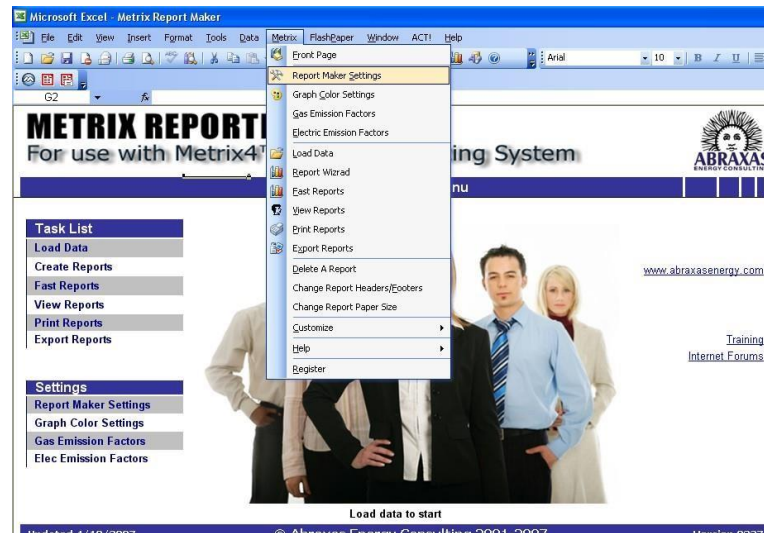 Microsoft Excel - Metrix Report Maker
File Edit View Insert Format Tools Data Metrix FlashPaper Window ACT! Help
Arial 10 B I U
G2 fx
METRIX REPORT
For use with Metrix4 ing System
ABRAXAS
ENERGY CONSULTING
nu
Front Page
Report Maker Settings
Graph Color Settings
Gas Emission Factors
Electric Emission Factors
Load Data
Report Wizrad
Fast Reports
View Reports
Print Reports
Export Reports
Delete A Report
Change Report Headers/Footers
Change Report Paper Size
Customize
Help
Register
Task List
Load Data
Create Reports
Fast Reports
View Reports
Print Reports
Export Reports
Settings
Report Maker Settings
Graph Color Settings
Gas Emission Factors
Elec Emission Factors
www.abraxasenergy.com
Training
Internet Forums
Load data to start
© Abraxas Energy Consulting 2001-2007